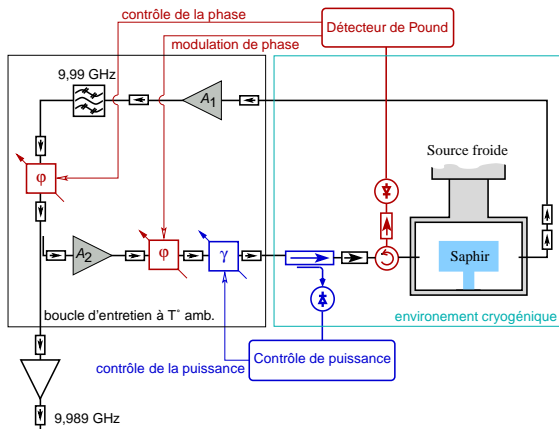 contrôle de la phase
Détecteur de Pound
modulation de phase
9,99 GHz
A1
Source froide
φ
Saphir
A2
φ
γ
boucle d'entretien à T° amb.
environement cryogénique
contrôle de la puissance
Contrôle de puissance
9,989 GHz